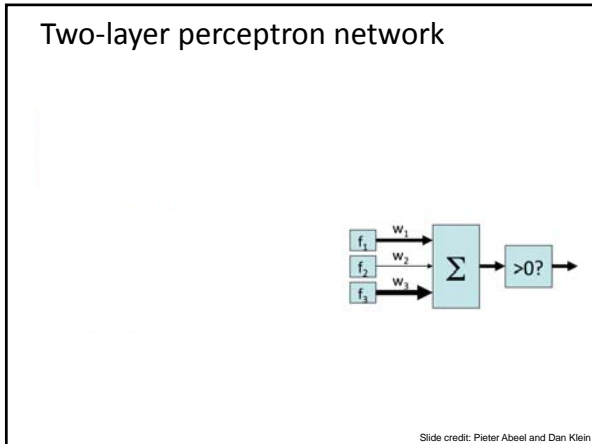 Two-layer perceptron network
w₁
f₁
w₂
f₂
Σ
>0?
w₃
f₃
Slide credit: Pieter Abeel and Dan Klein